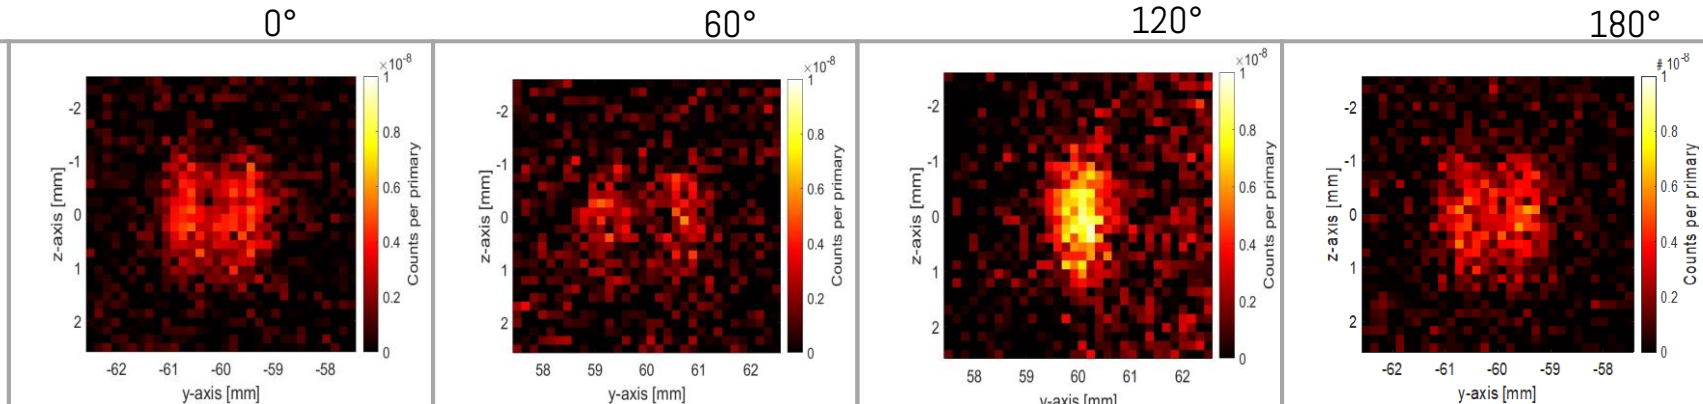 0° 60° 120° 180°
×10⁻⁸ ×10⁻⁸ ×10⁻⁸ # 10⁻⁸
1 1 1 1
-2 -2 -2 -2
0.8 0.8 0.8 0.8
-1 -1 -1 -1
0.6 0.6 0.6 0.6
z-axis [mm] Counts per primary z-axis [mm] Counts per primary z-axis [mm] Counts per primary z-axis [mm] Counts per primary
0 0 0 0
0.4 0.4 0.4 0.4
1 1 1 1
0.2 0.2 0.2 0.2
2 2 2 2
0 0 0 0
-62 -61 -60 -59 -58 58 59 60 61 62 58 59 60 61 62 -62 -61 -60 -59 -58
y-axis [mm] y-axis [mm] y-axis [mm] y-axis [mm]